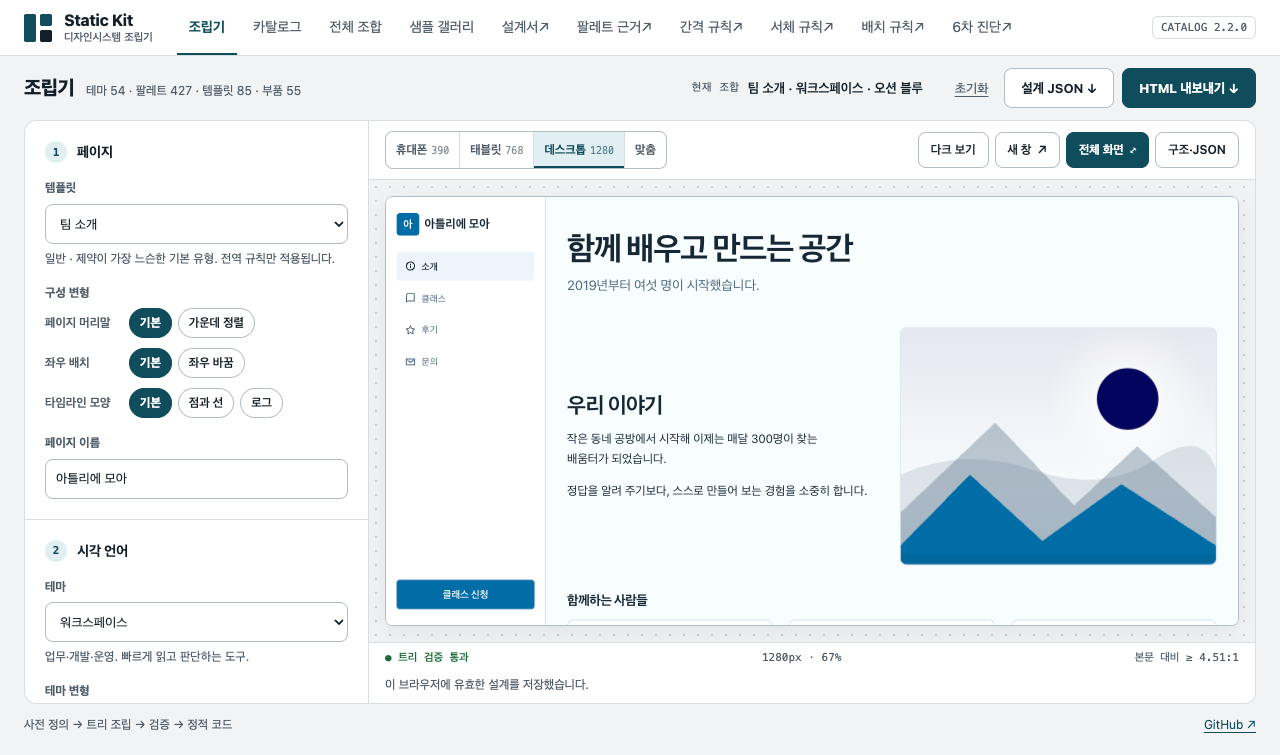 Static Kit
디자인시스템 조립기
조립기
카탈로그
전체 조합
샘플 갤러리
설계서↗
팔레트 근거↗
간격 규칙↗
서체 규칙↗
배치 규칙↗
6차 진단↗
CATALOG 2.2.0
조립기
테마 54 · 팔레트 427 · 템플릿 85 · 부품 55
현재 조합 팀 소개 · 워크스페이스 · 오션 블루
초기화
설계 JSON ↓
HTML 내보내기 ↓
1 페이지
템플릿
팀 소개
일반 · 제약이 가장 느슨한 기본 유형. 전역 규칙만 적용됩니다.
구성 변형
페이지 머리말 기본 가운데 정렬
좌우 배치 기본 좌우 바꿈
타임라인 모양 기본 점과 선 로그
페이지 이름
아틀리에 모아
2 시각 언어
테마
워크스페이스
업무·개발·운영. 빠르게 읽고 판단하는 도구.
테마 변형
휴대폰 390
태블릿 768
데스크톱 1280
맞춤
다크 보기
새 창 ↗
전체 화면 ⤢
구조·JSON
아 아틀리에 모아
소개
클래스
후기
문의
클래스 신청
함께 배우고 만드는 공간
2019년부터 여섯 명이 시작했습니다.
우리 이야기
작은 동네 공방에서 시작해 이제는 매달 300명이 찾는
배움터가 되었습니다.
정답을 알려 주기보다, 스스로 만들어 보는 경험을 소중히 합니다.
함께하는 사람들
● 트리 검증 통과
1280px · 67%
본문 대비 ≥ 4.51:1
이 브라우저에 유효한 설계를 저장했습니다.
사전 정의 → 트리 조립 → 검증 → 정적 코드
GitHub ↗